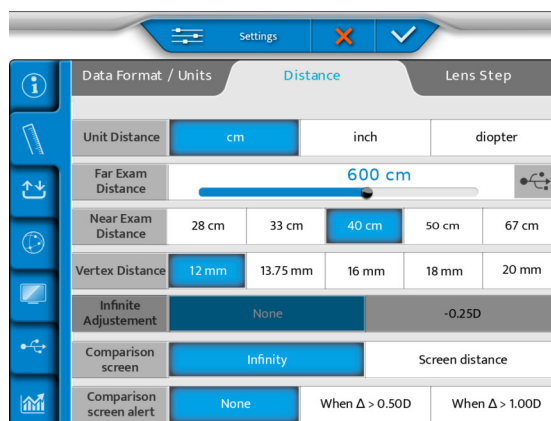 Settings
Data Format / Units Distance Lens Step
Unit Distance cm inch diopter
Far Exam Distance 600 cm
Near Exam Distance 28 cm 33 cm 40 cm 50 cm 67 cm
Vertex Distance 12 mm 13.75 mm 16 mm 18 mm 20 mm
Infinite Adjustement None -0.25D
Comparison screen Infinity Screen distance
Comparison screen alert None When Δ > 0.50D When Δ > 1.00D